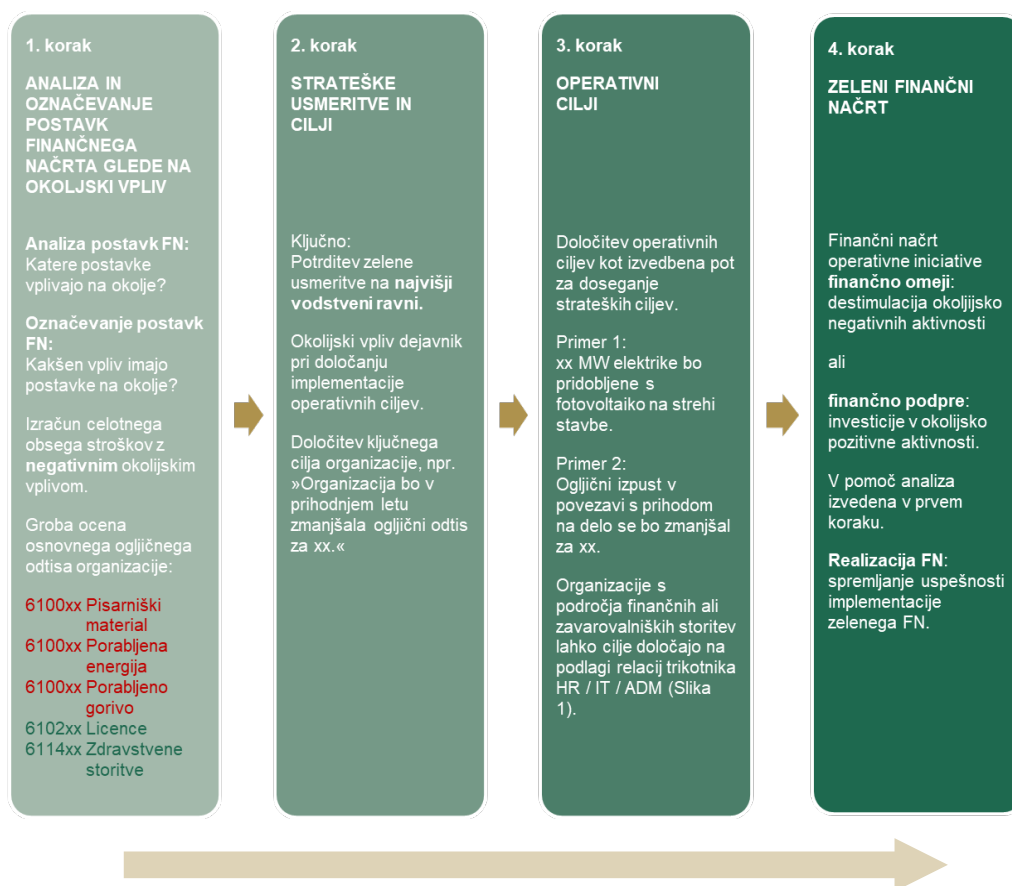 1. korak
ANALIZA IN
OZNAČEVANJE
POSTAVK
FINANČNEGA
NAČRTA GLEDE NA
OKOLJSKI VPLIV
Analiza postavk FN:
Katere postavke
vplivajo na okolje?
Označevanje postavk
FN:
Kakšen vpliv imajo
postavke na okolje?
Izračun celotnega
obsega stroškov z
negativnim okolijskim
vplivom.
Groba ocena
osnovnega ogljičnega
odtisa organizacije:
6100xx Pisarniški
material
6100xx Porabljena
energija
6100xx Porabljeno
gorivo
6102xx Licence
6114xx Zdravstvene
storitve
2. korak
STRATEŠKE
USMERITVE IN
CILJI
Ključno:
Potrditev zelene
usmeritve na najvišji
vodstveni ravni.
Okolijski vpliv dejavnik
pri določanju
implementacije
operativnih ciljev.
Določitev ključnega
cilja organizacije, npr.
»Organizacija bo v
prihodnjem letu
zmanjšala ogljični odtis
za xx.«
3. korak
OPERATIVNI
CILJI
Določitev operativnih
ciljev kot izvedbena pot
za doseganje
strateških ciljev.
Primer 1:
xx MW elektrike bo
pridobljene s
fotovoltaiko na strehi
stavbe.
Primer 2:
Ogljični izpust v
povezavi s prihodom
na delo se bo zmanjšal
za xx.
Organizacije s
področja finančnih ali
zavarovalniških storitev
lahko cilje določajo na
podlagi relacij trikotnika
HR / IT / ADM (Slika
1).
4. korak
ZELENI FINANČNI
NAČRT
Finančni načrt
operativne iniciative
finančno omeji:
destimulacija okoljijsko
negativnih aktivnosti
ali
finančno podpre:
investicije v okolijsko
pozitivne aktivnosti.
V pomoč analiza
izvedena v prvem
koraku.
Realizacija FN:
spremljanje uspešnosti
implementacije
zelenega FN.